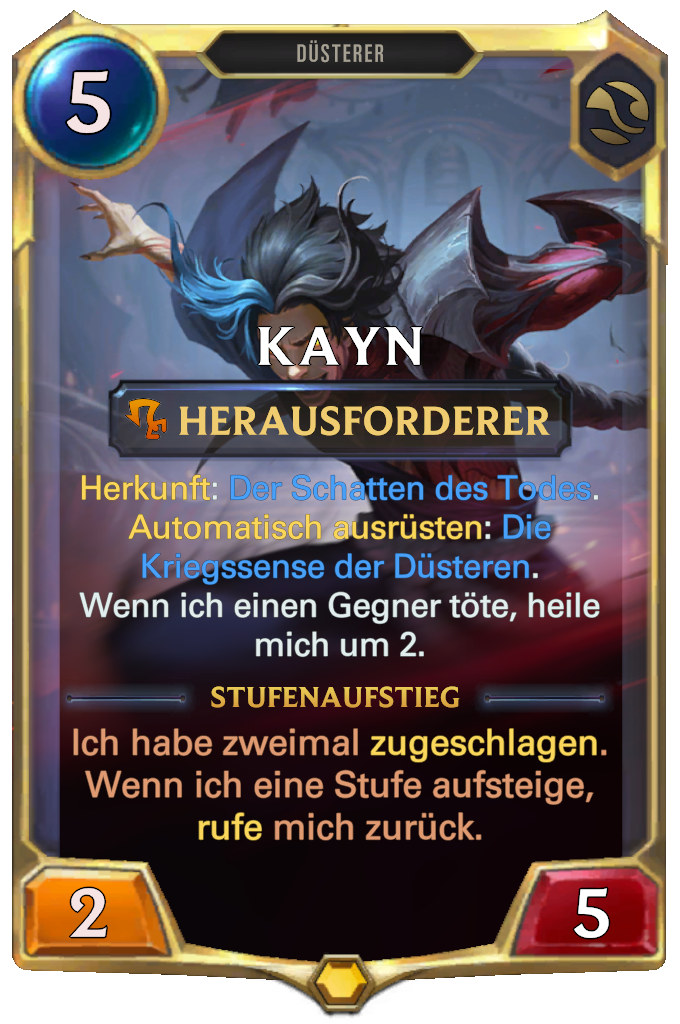 DÜSTERER
5
KAYN
HERAUSFORDERER
Herkunft: Der Schatten des Todes.
Automatisch ausrüsten: Die
Kriegssense der Düsteren.
Wenn ich einen Gegner töte, heile
mich um 2.
STUFENAUFSTIEG
Ich habe zweimal zugeschlagen.
Wenn ich eine Stufe aufsteige,
rufe mich zurück.
2
5